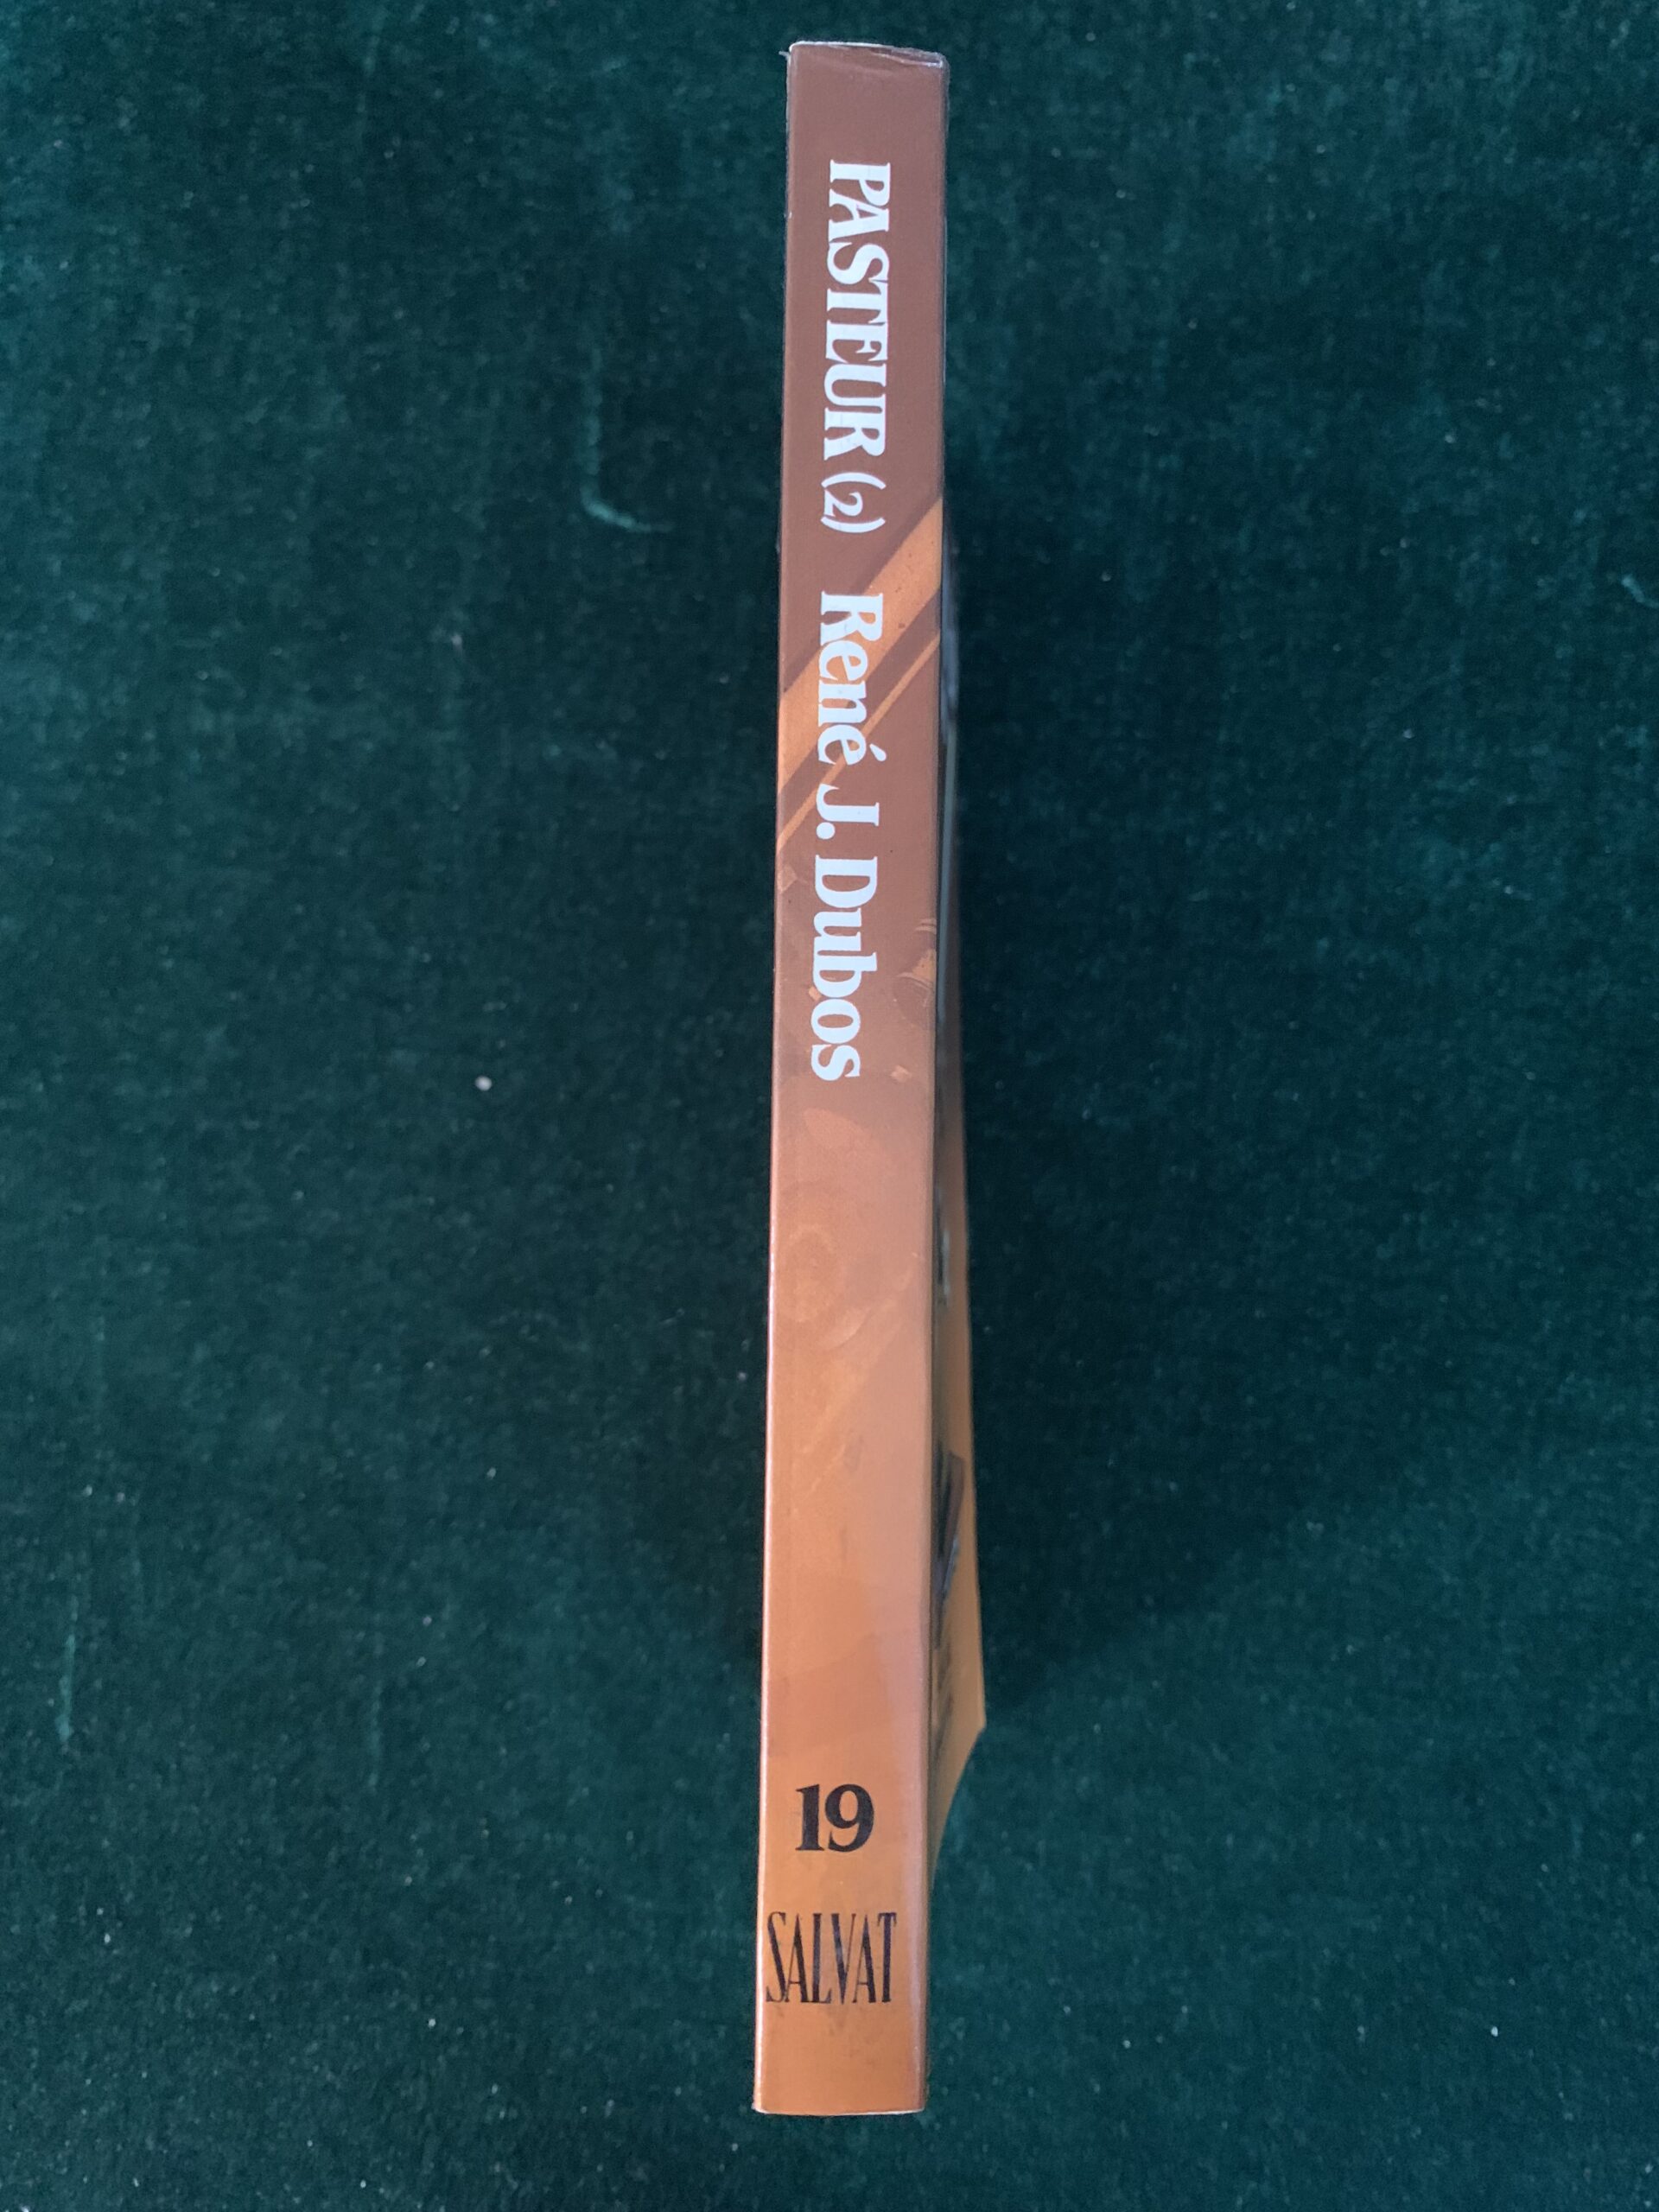 PASTEUR (2) René J. Dubos
19
SALVAT